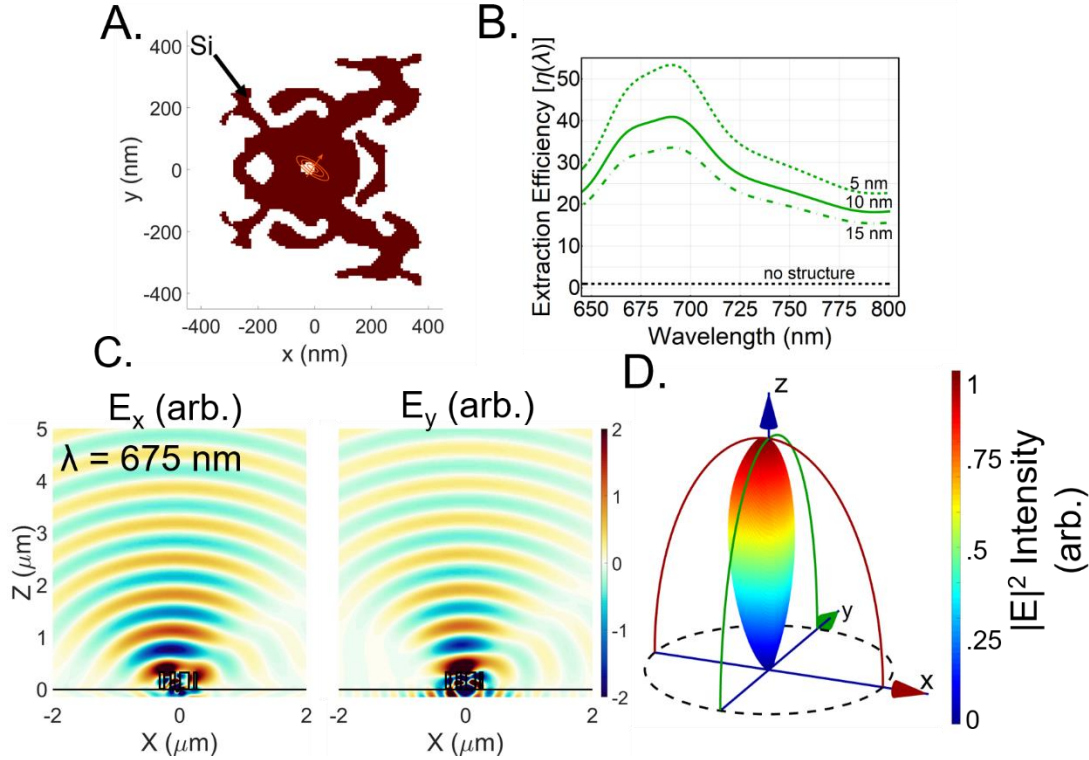 A.
Si
400
200
0
-200
-400
y (nm)
-400 -200 0 200 400
x (nm)
B.
Extraction Efficiency [η(λ)]
50
40
30
20
10
0
5 nm
10 nm
15 nm
no structure
650 675 700 725 750 775 800
Wavelength (nm)
C.
Eₓ (arb.)
λ = 675 nm
5
4
3
2
1
0
Z (μm)
-2 0 2
X (μm)
E_y (arb.)
2
1
0
-1
-2
-2 0 2
X (μm)
D.
z
y
x
1
.75
.5
.25
0
|E|² Intensity
(arb.)